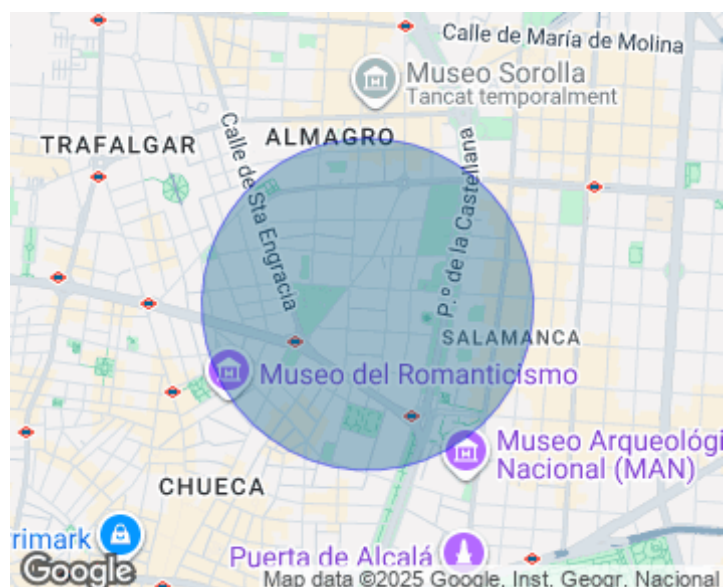 Calle de María de Molina
Museo Sorolla
Tancat temporalment
TRAFALGAR
ALMAGRO
Calle de Sta Engracia
P.º de la Castellana
SALAMANCA
Museo del Romanticismo
Museo Arqueológi
Nacional (MAN)
CHUECA
rimark
Puerta de Alcalá
Google
Map data ©2025 Google, Inst. Geogr. Nacional